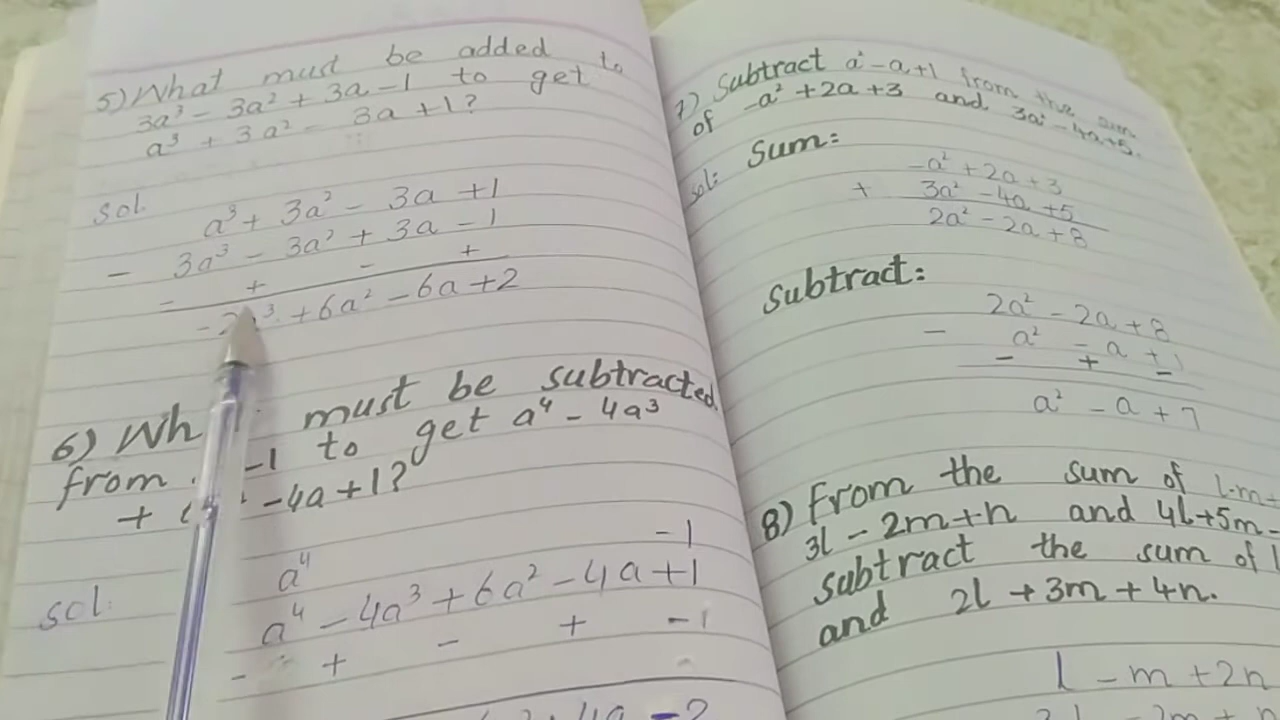 5) What must be added to
3a³ - 3a² + 3a - 1 to get
a³ + 3a² - 3a + 1?
sol.
a³ + 3a² - 3a + 1
- 3a³ - 3a² + 3a - 1
- + - +
-2a³ + 6a² - 6a + 2
6) Wh must be subtracted
from -1 to get a⁴ - 4a³
+ -4a + 1?
sol.
a⁴ - 1
a⁴ - 4a³ + 6a² - 4a + 1
- + - + -1
4a - 2
7) Subtract a² - a + 1 from the sum
of -a² + 2a + 3 and 3a² - 4a + 5.
sol: Sum:
-a² + 2a + 3
+ 3a² - 4a + 5
2a² - 2a + 8
Subtract:
2a² - 2a + 8
- a² - a + 1
- + -
a² - a + 7
8) From the sum of l - m +
3l - 2m + n and 4l + 5m -
subtract the sum of l
and 2l + 3m + 4n.
l - m + 2n